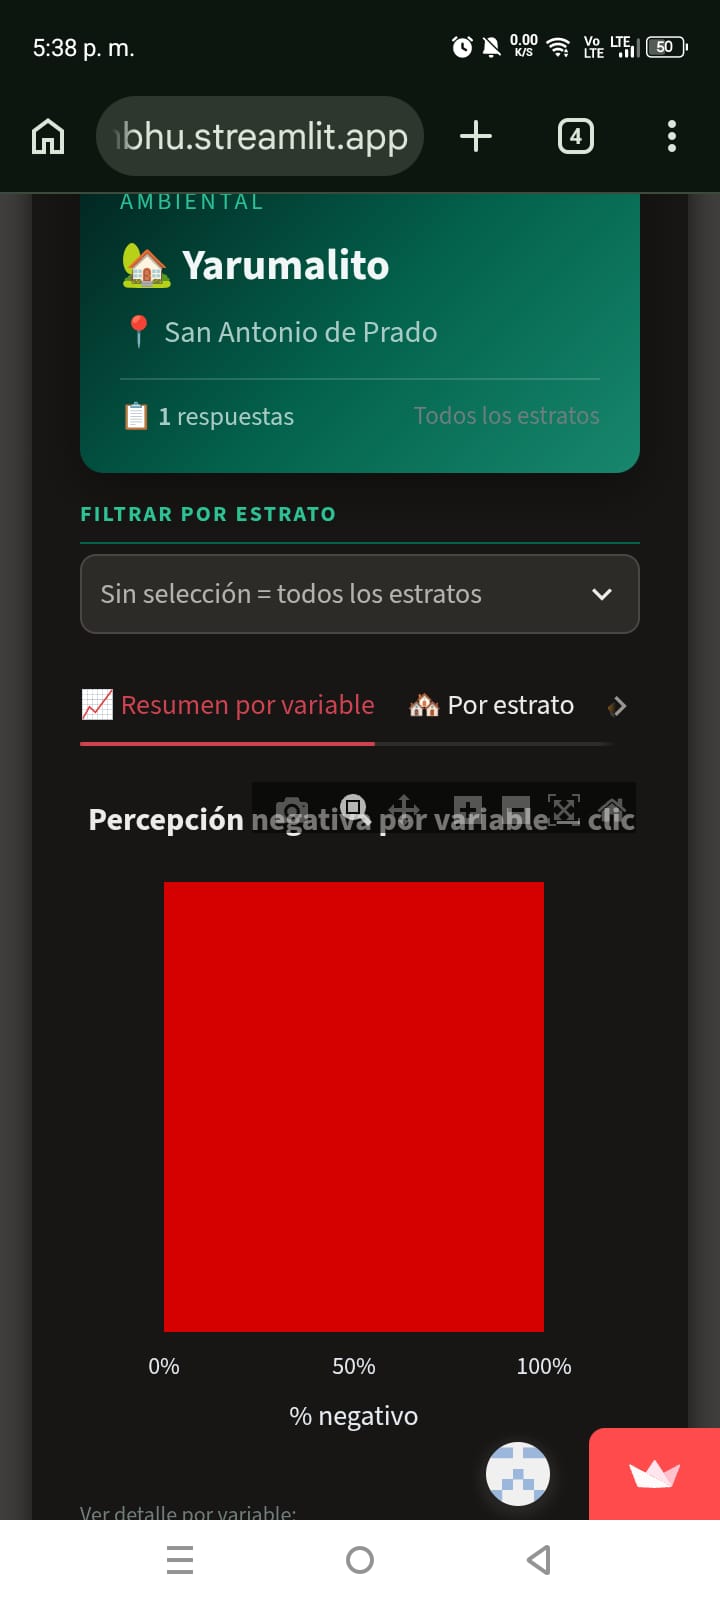 5:38 p. m.
0.00
K/S
Vo
LTE
LTE
50
bhu.streamlit.app
4
AMBIENTAL
Yarumalito
San Antonio de Prado
1 respuestas
Todos los estratos
FILTRAR POR ESTRATO
Sin selección = todos los estratos
Resumen por variable
Por estrato
Percepción negativa por variable clic
0%
50%
100%
% negativo
Ver detalle por variable: